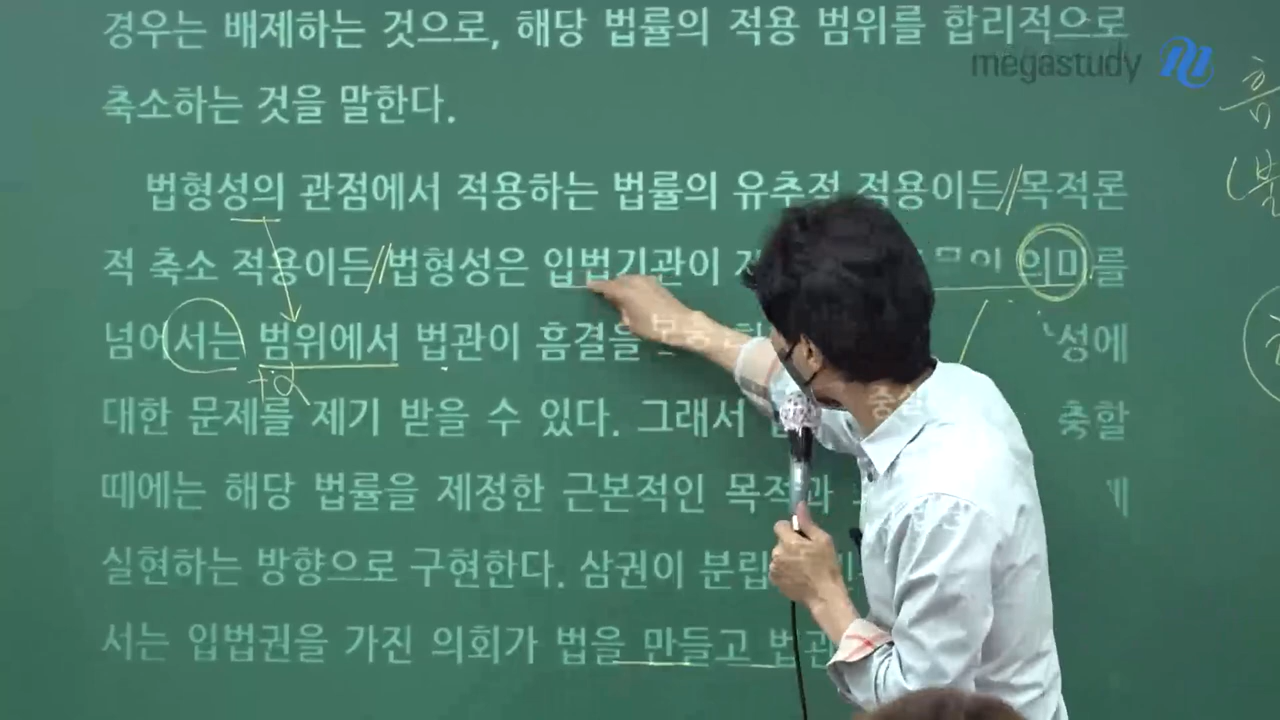 경우는 배제하는 것으로, 해당 법률의 적용 범위를 합리적으로
megastudy
축소하는 것을 말한다.
법형성의 관점에서 적용하는 법률의 유추적 적용이든 목적론
적 축소 적용이든 법형성은 입법기관이 의미를
넘어서는 범위에서 법관이 흠결을 성에
대한 문제를 제기 받을 수 있다. 그래서 충할
때에는 해당 법률을 제정한 근본적인 목적과
실현하는 방향으로 구현한다. 삼권이 분립
서는 입법권을 가진 의회가 법을 만들고 법관